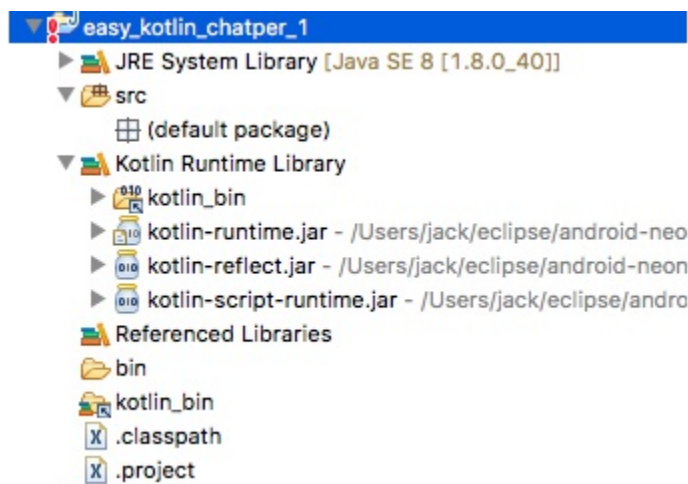 easy_kotlin_chatper_1
JRE System Library [Java SE 8 [1.8.0_40]]
src
(default package)
Kotlin Runtime Library
kotlin_bin
kotlin-runtime.jar - /Users/jack/eclipse/android-neo
kotlin-reflect.jar - /Users/jack/eclipse/android-neon
kotlin-script-runtime.jar - /Users/jack/eclipse/andro
Referenced Libraries
bin
kotlin_bin
.classpath
.project